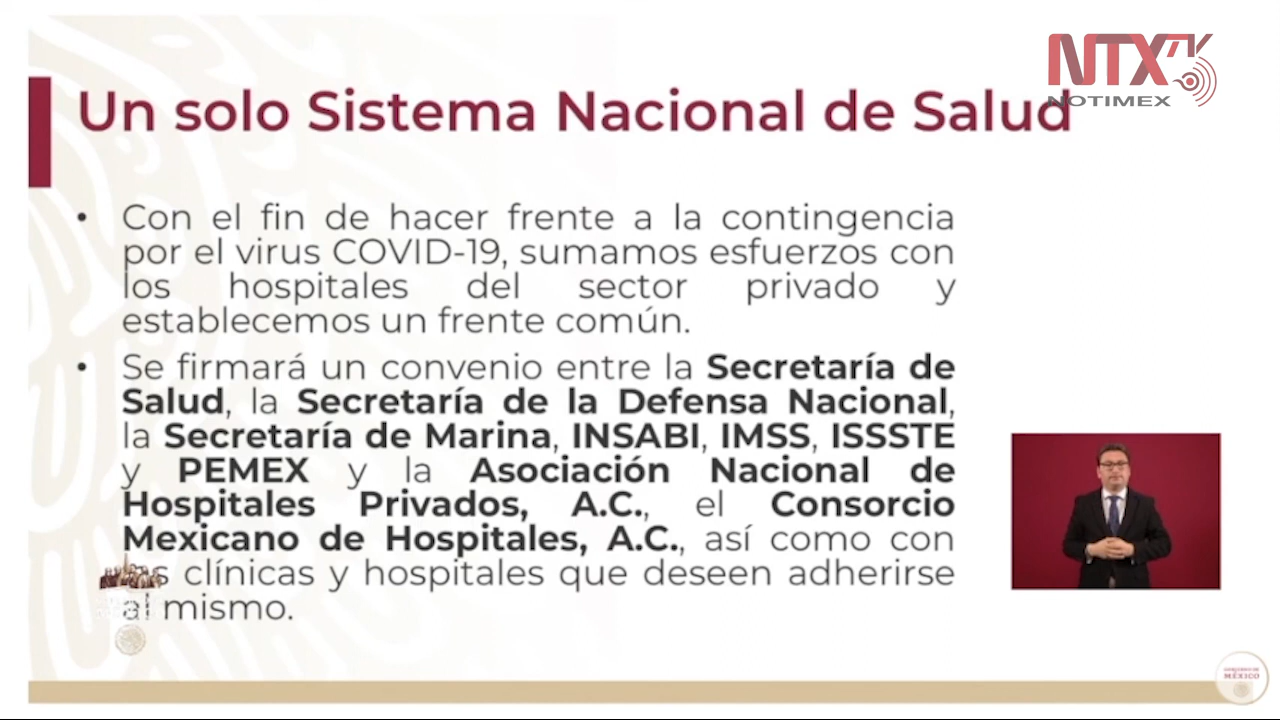 NTX
NOTIMEX
Un solo Sistema Nacional de Salud
• Con el fin de hacer frente a la contingencia
por el virus COVID-19, sumamos esfuerzos con
los hospitales del sector privado y
establecemos un frente común.
• Se firmará un convenio entre la Secretaría de
Salud, la Secretaría de la Defensa Nacional,
la Secretaría de Marina, INSABI, IMSS, ISSSTE
y PEMEX y la Asociación Nacional de
Hospitales Privados, A.C., el Consorcio
Mexicano de Hospitales, A.C., así como con
clínicas y hospitales que deseen adherirse
al mismo.
GOBIERNO DE
MÉXICO